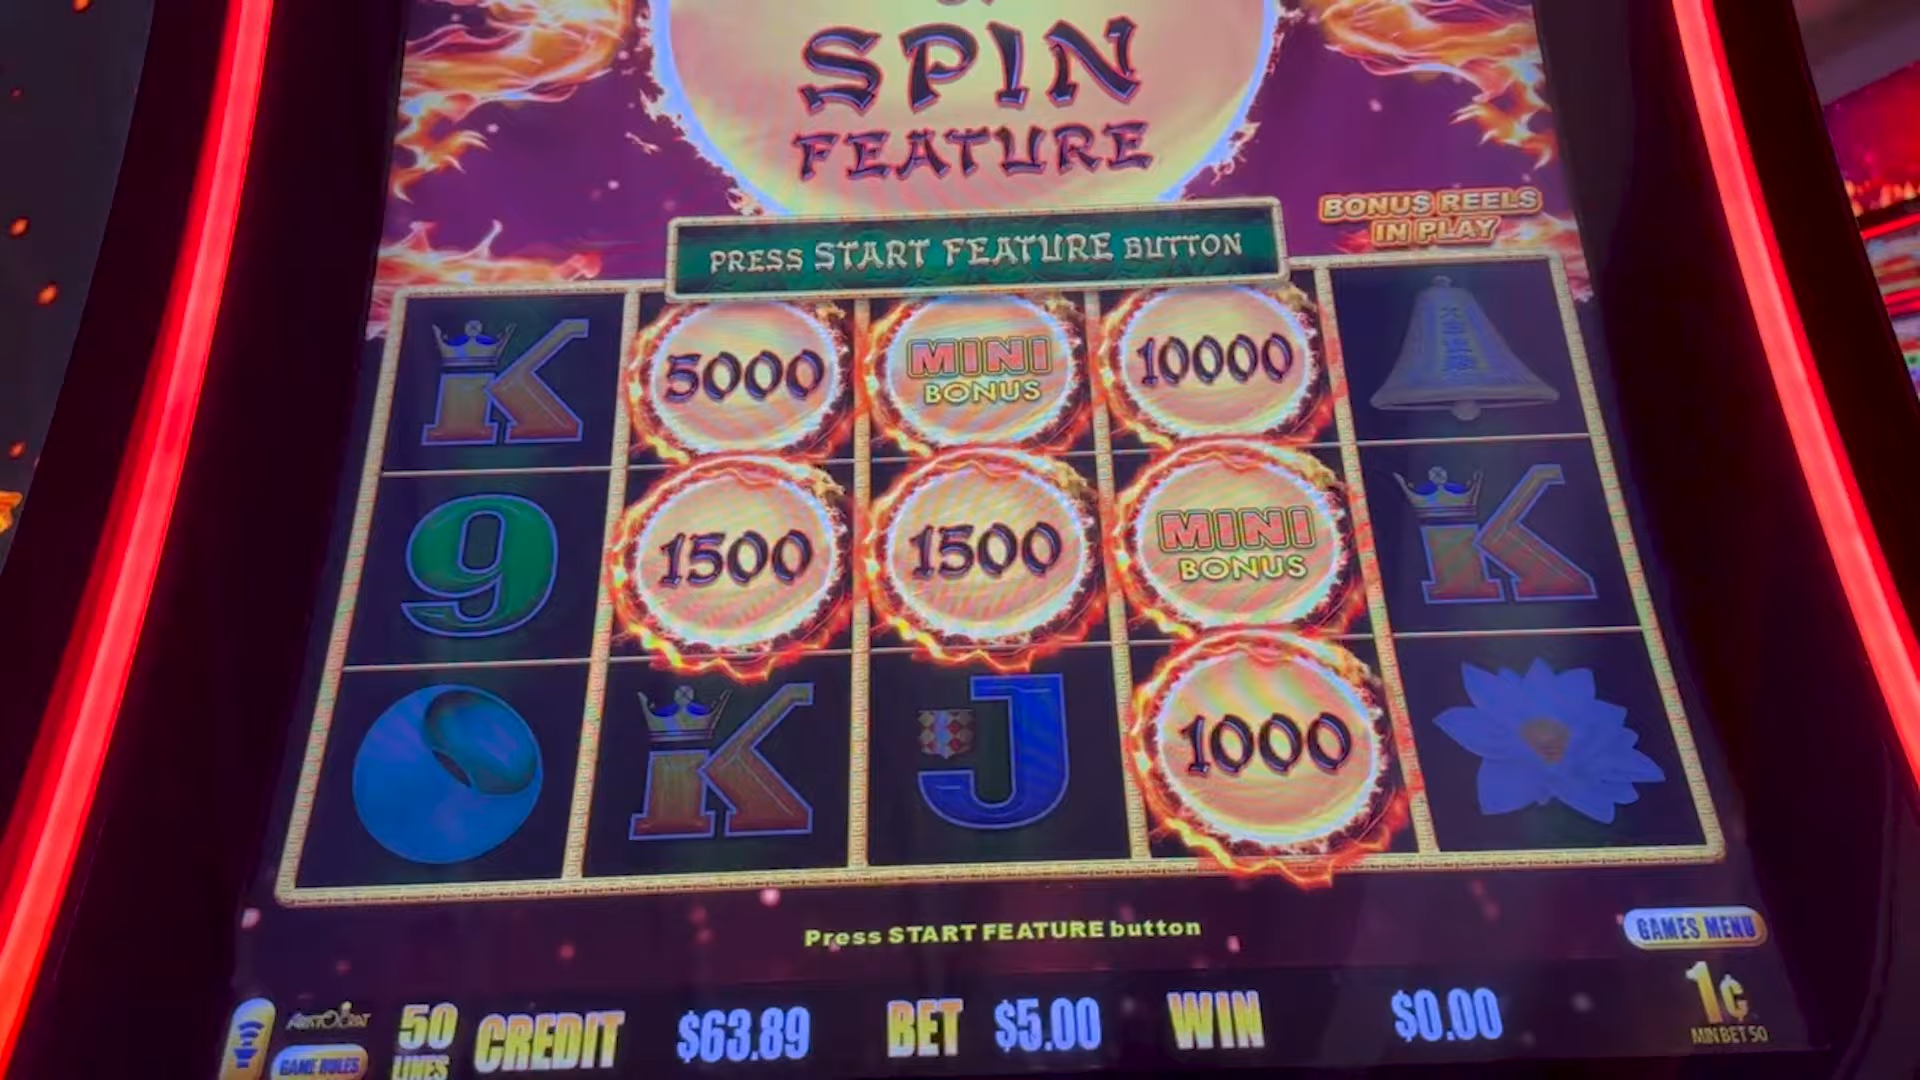 SPIN
FEATURE
BONUS REELS
IN PLAY
PRESS START FEATURE BUTTON
K
5000
MINI
BONUS
10000
9
1500
1500
MINI
BONUS
K
K
J
1000
Press START FEATURE button
GAMES MENU
ARISTOCRAT
GAME RULES
50
LINES
CREDIT $63.89
BET $5.00
WIN $0.00
1¢
MIN BET 50